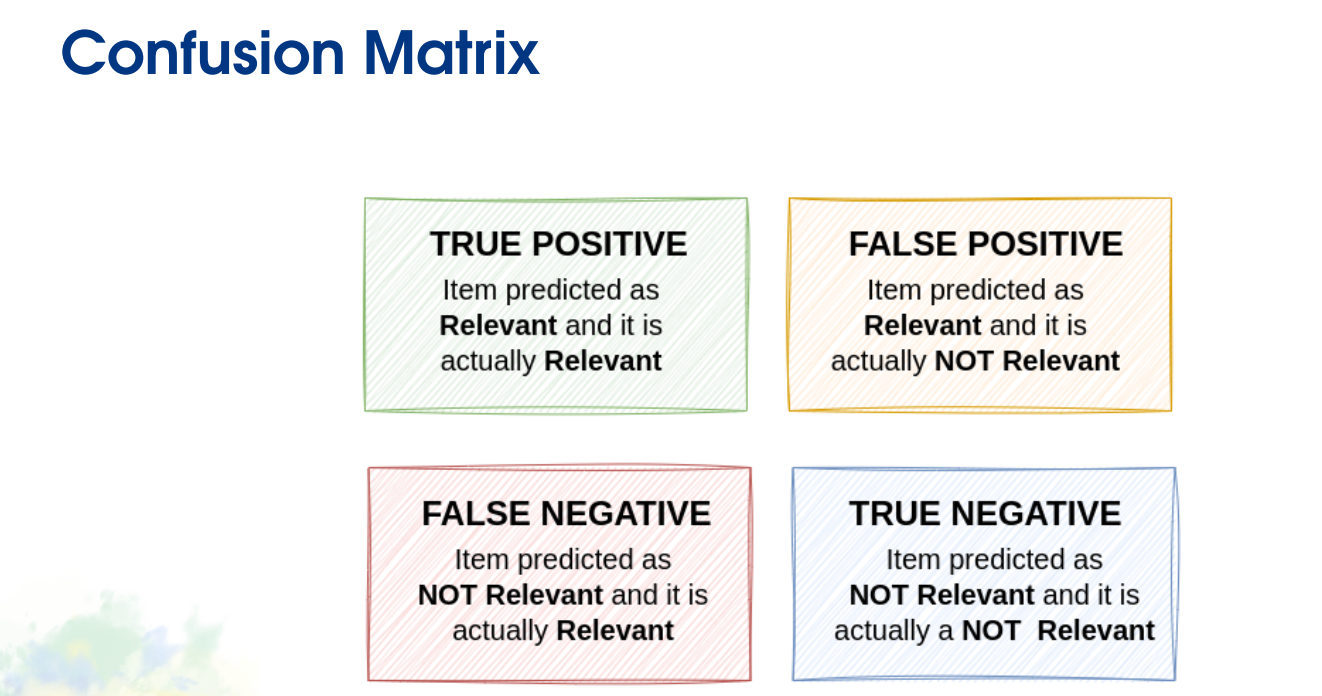 Confusion Matrix
TRUE POSITIVE
Item predicted as
Relevant and it is
actually Relevant
FALSE POSITIVE
Item predicted as
Relevant and it is
actually NOT Relevant
FALSE NEGATIVE
Item predicted as
NOT Relevant and it is
actually Relevant
TRUE NEGATIVE
Item predicted as
NOT Relevant and it is
actually a NOT  Relevant